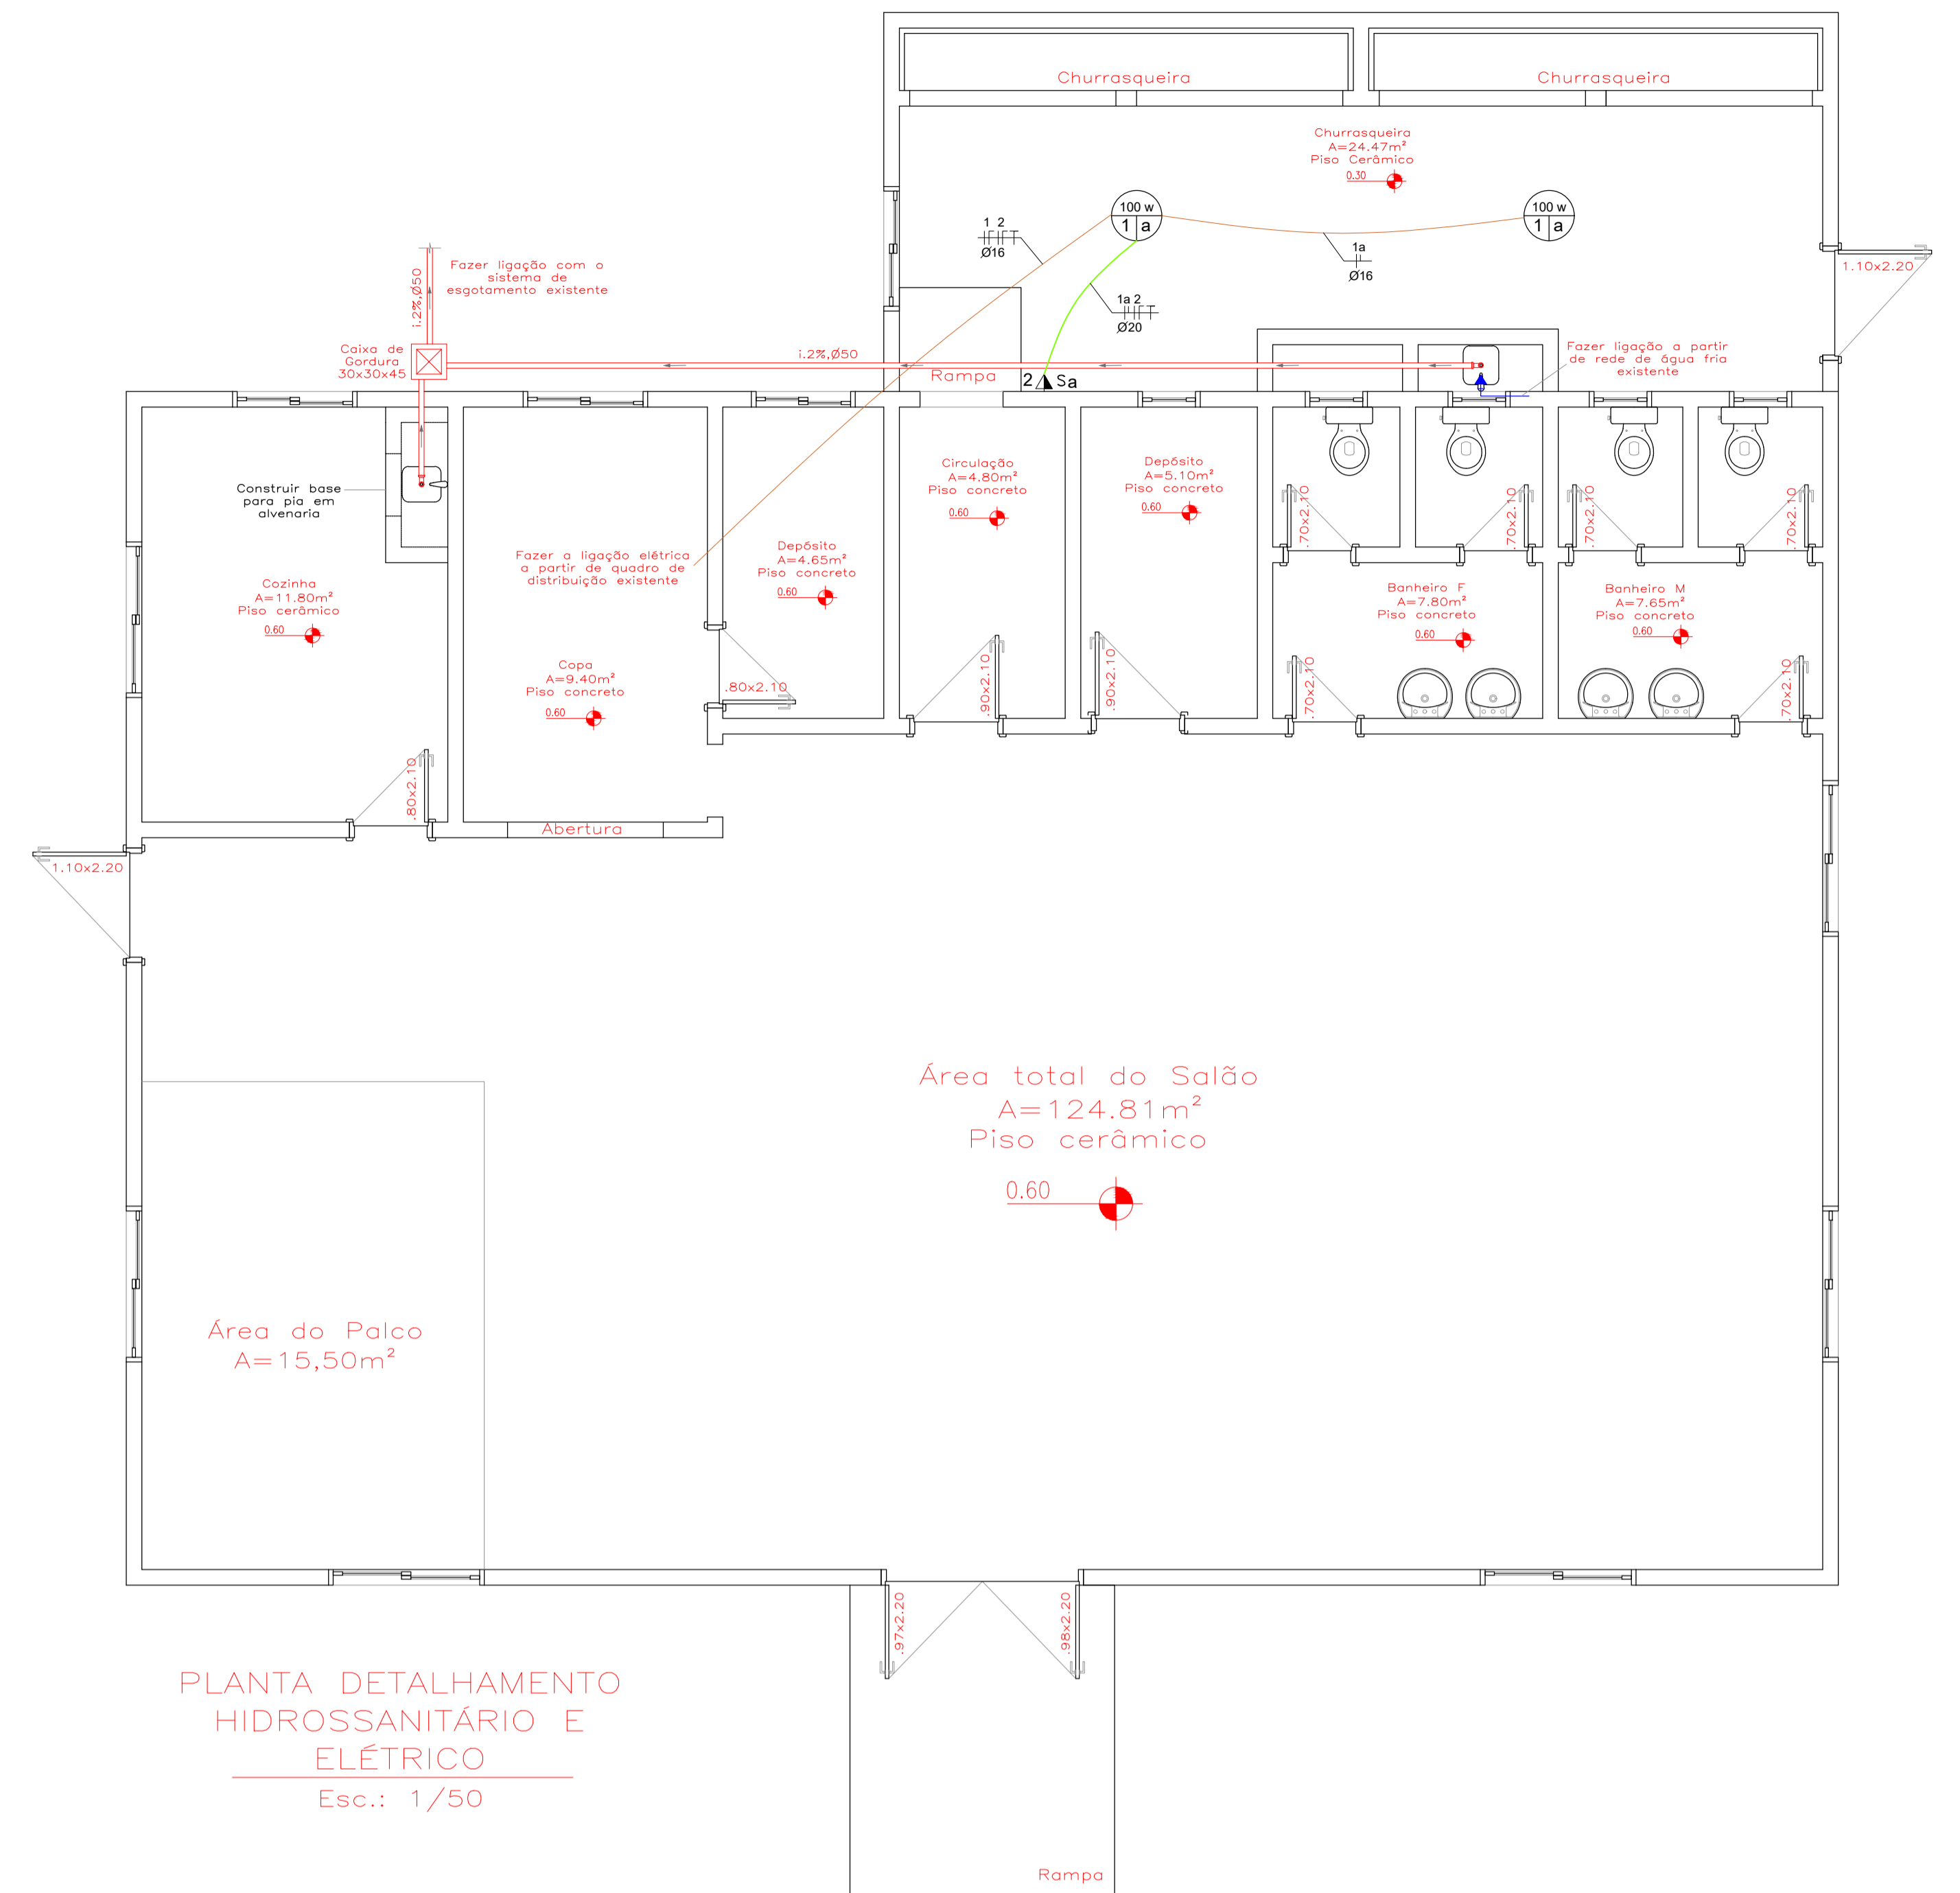 Churrasqueira
Churrasqueira
Churrasqueira
A=24.47m²
Piso Cerâmico
0.30
100 w
1 a
100 w
1 a
1 2
Ø16
1a
Ø16
1a 2
Ø20
1.10x2.20
Fazer ligação com o
sistema de
esgotamento existente
i.2%,Ø50
Caixa de
Gordura
30x30x45
i.2%,Ø50
Rampa
2 Sa
Fazer ligação a partir
de rede de água fria
existente
Construir base
para pia em
alvenaria
Cozinha
A=11.80m²
Piso cerâmico
0.60
Fazer a ligação elétrica
a partir de quadro de
distribuição existente
Copa
A=9.40m²
Piso concreto
0.60
Depósito
A=4.65m²
Piso concreto
0.60
Circulação
A=4.80m²
Piso concreto
0.60
Depósito
A=5.10m²
Piso concreto
0.60
.70x2.10
.70x2.10
.70x2.10
.70x2.10
Banheiro F
A=7.80m²
Piso concreto
0.60
Banheiro M
A=7.65m²
Piso concreto
0.60
.80x2.10
.80x2.10
.90x2.10
.90x2.10
.70x2.10
.70x2.10
Abertura
1.10x2.20
Área total do Salão
A=124.81m²
Piso cerâmico
0.60
Área do Palco
A=15,50m²
.97x2.20
.98x2.20
PLANTA DETALHAMENTO
HIDROSSANITÁRIO E
ELÉTRICO
Esc.: 1/50
Rampa